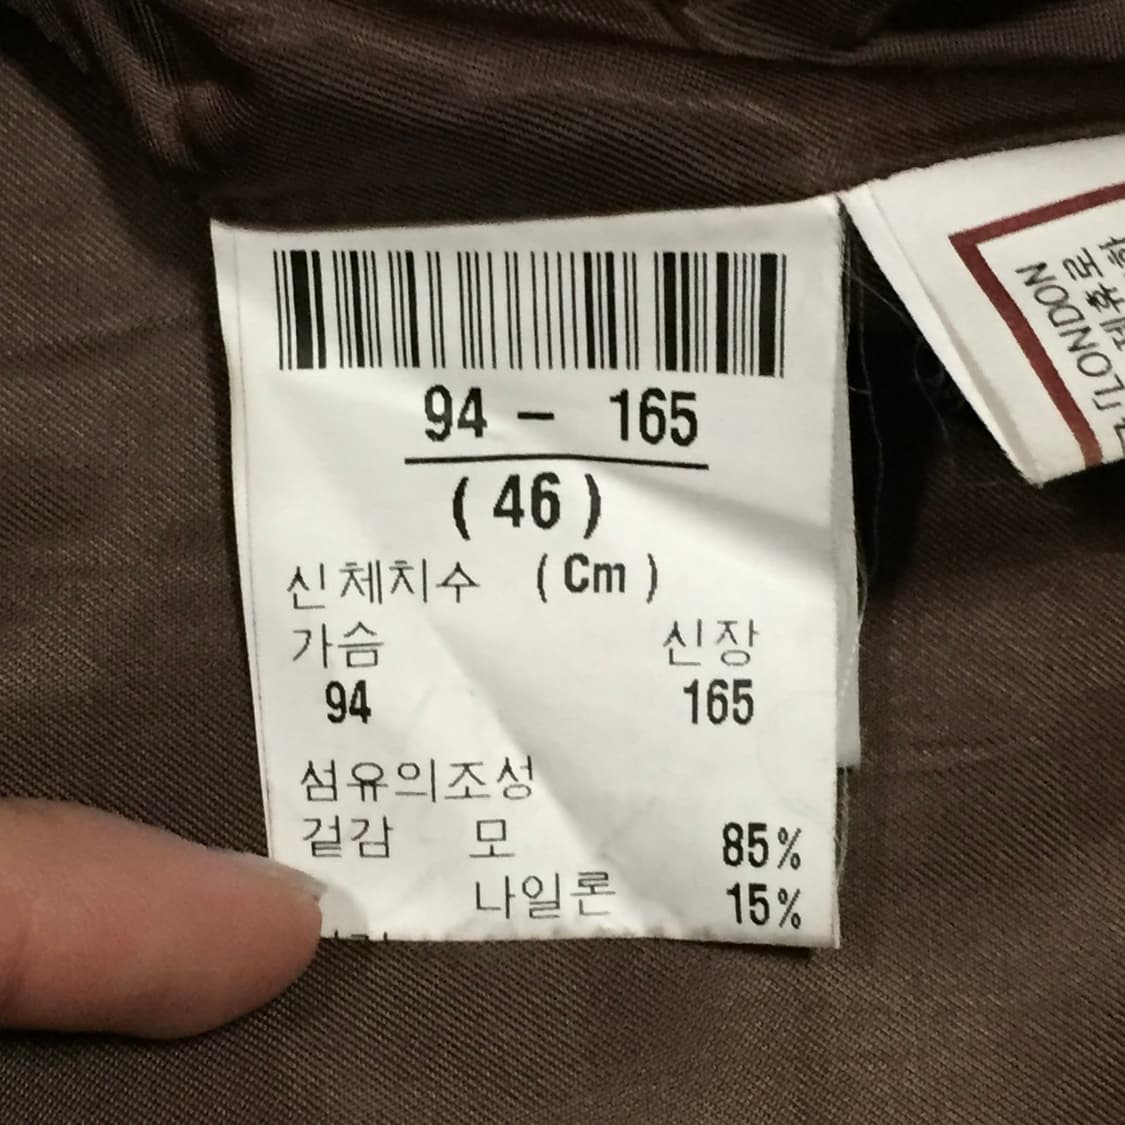 94 - 165
( 46 )
신체치수 ( Cm )
가슴 신장
94 165
섬유의조성
겉감 모 85%
나일론 15%
LONDON